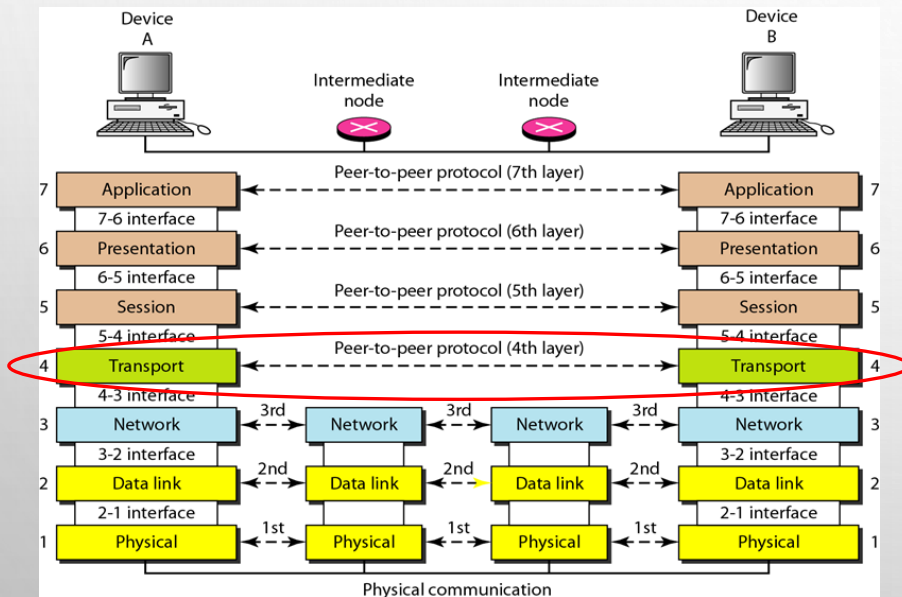 Device
A
Device
B
Intermediate
node
Intermediate
node
Peer-to-peer protocol (7th layer)
7 Application Application 7
7-6 interface 7-6 interface
Peer-to-peer protocol (6th layer)
6 Presentation Presentation 6
6-5 interface 6-5 interface
Peer-to-peer protocol (5th layer)
5 Session Session 5
5-4 interface 5-4 interface
Peer-to-peer protocol (4th layer)
4 Transport Transport 4
4-3 interface 4-3 interface
3rd 3rd 3rd
3 Network Network Network Network 3
3-2 interface 3-2 interface
2nd 2nd 2nd
2 Data link Data link Data link Data link 2
2-1 interface 2-1 interface
1st 1st 1st
1 Physical Physical Physical Physical 1
Physical communication